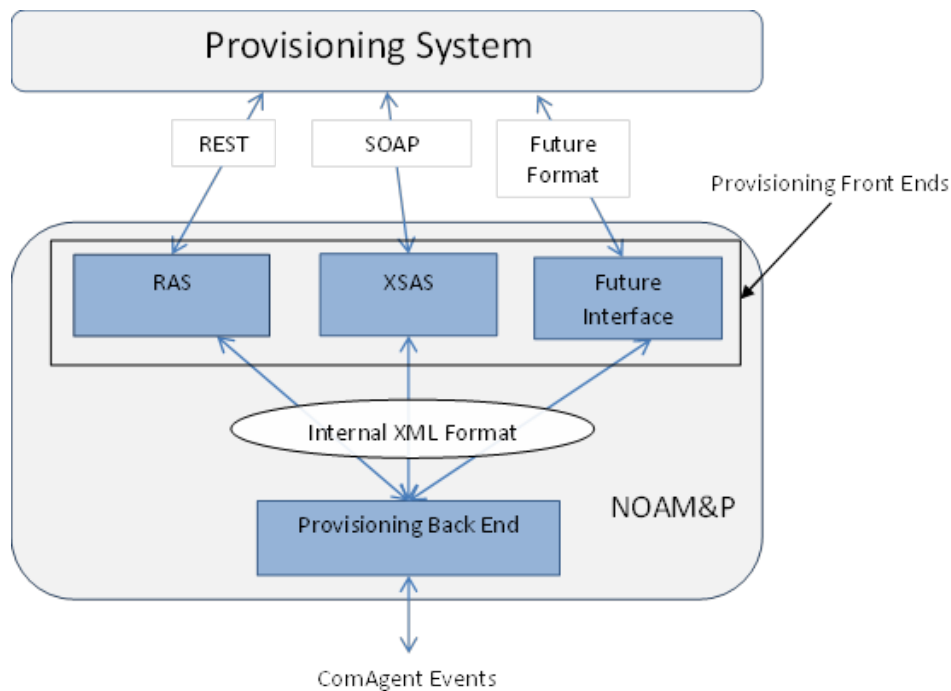 Provisioning System
REST
SOAP
Future
Format
Provisioning Front Ends
RAS
XSAS
Future
Interface
Internal XML Format
Provisioning Back End
NOAM&P
ComAgent Events